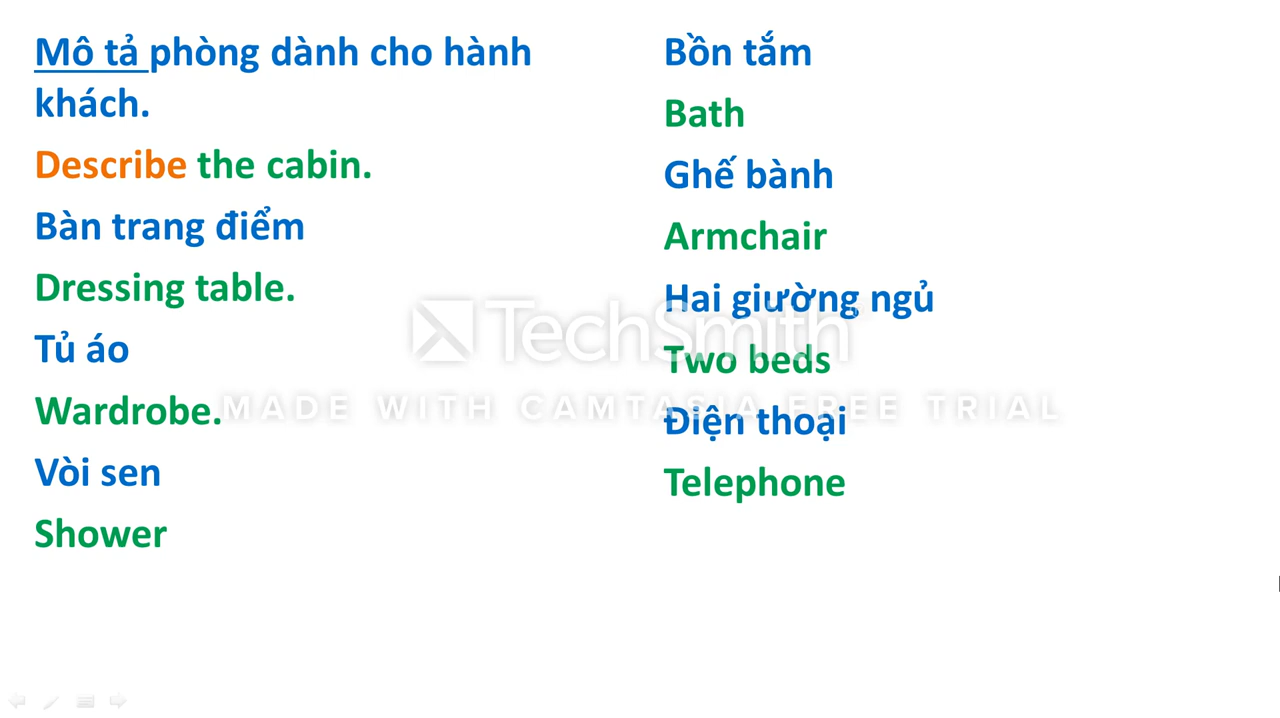 Mô tả phòng dành cho hành
khách.
Describe the cabin.
Bàn trang điểm
Dressing table.
Tủ áo
Wardrobe.
Vòi sen
Shower
Bồn tắm
Bath
Ghế bành
Armchair
Hai giường ngủ
Two beds
Điện thoại
Telephone
TechSmith
MADE WITH CAMTASIA FREE TRIAL